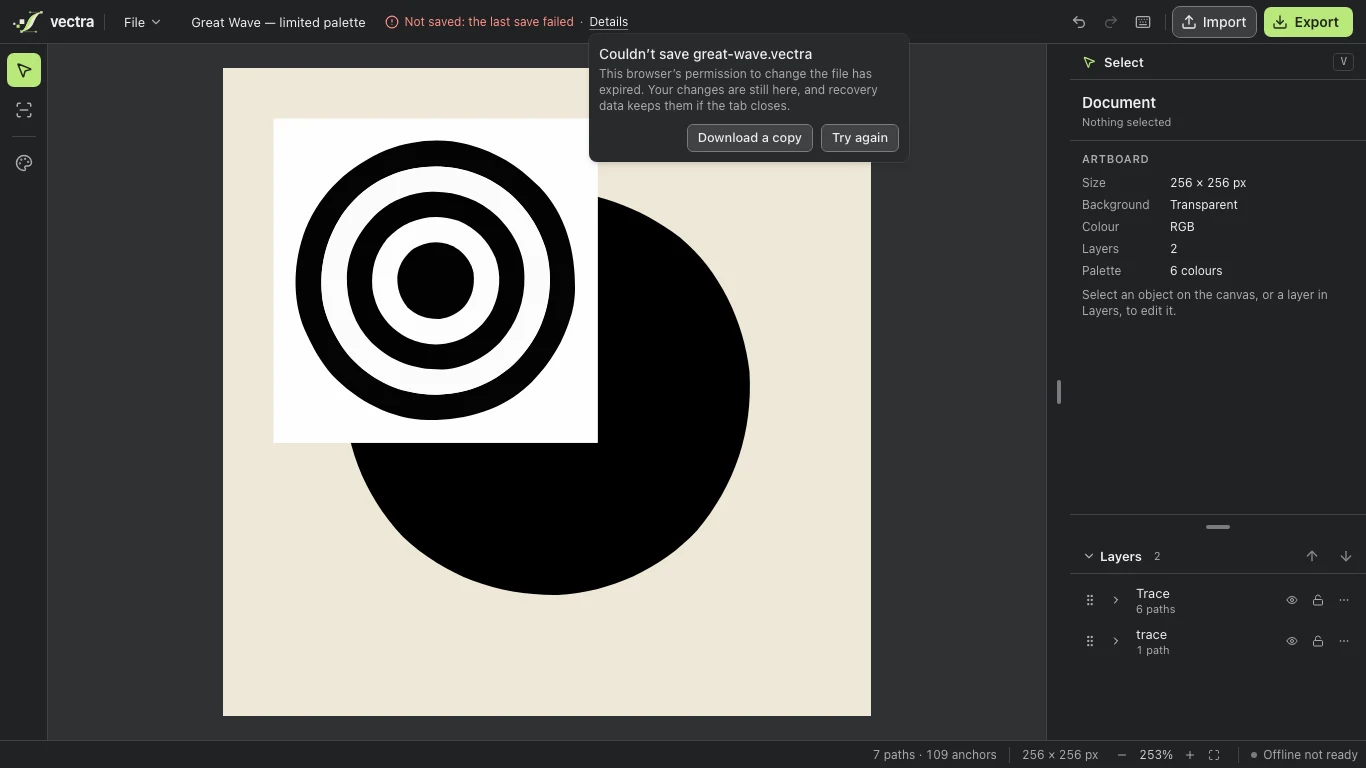 vectra
File
Great Wave — limited palette
Not saved: the last save failed · Details
Import
Export
Couldn’t save great-wave.vectra
This browser’s permission to change the file has
expired. Your changes are still here, and recovery
data keeps them if the tab closes.
Download a copy
Try again
Select
V
Document
Nothing selected
ARTBOARD
Size 256 × 256 px
Background Transparent
Colour RGB
Layers 2
Palette 6 colours
Select an object on the canvas, or a layer in
Layers, to edit it.
Layers 2
Trace
6 paths
trace
1 path
7 paths · 109 anchors
256 × 256 px
253%
Offline not ready